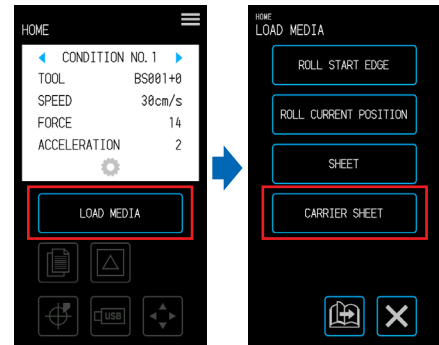 HOME
CONDITION NO.1
TOOL BS001+0
SPEED 30cm/s
FORCE 14
ACCELERATION 2
LOAD MEDIA
USB
HOME
LOAD MEDIA
ROLL START EDGE
ROLL CURRENT POSITION
SHEET
CARRIER SHEET